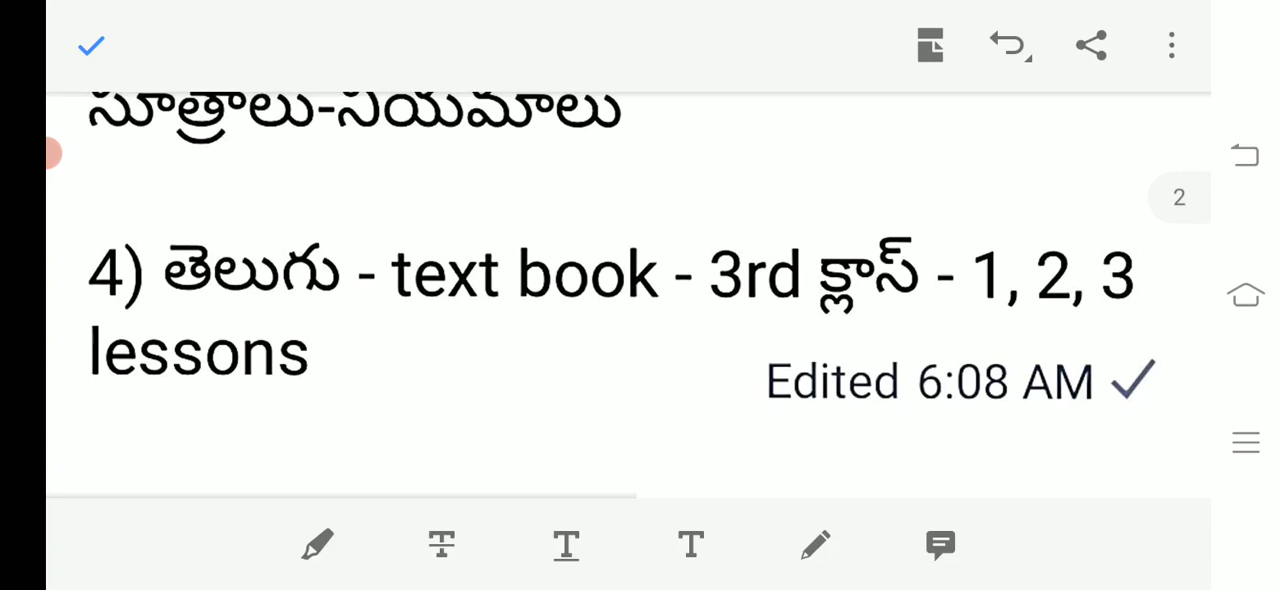 సూత్రాలు-నియమాలు
2
4) తెలుగు - text book - 3rd క్లాస్ - 1, 2, 3
lessons
Edited 6:08 AM